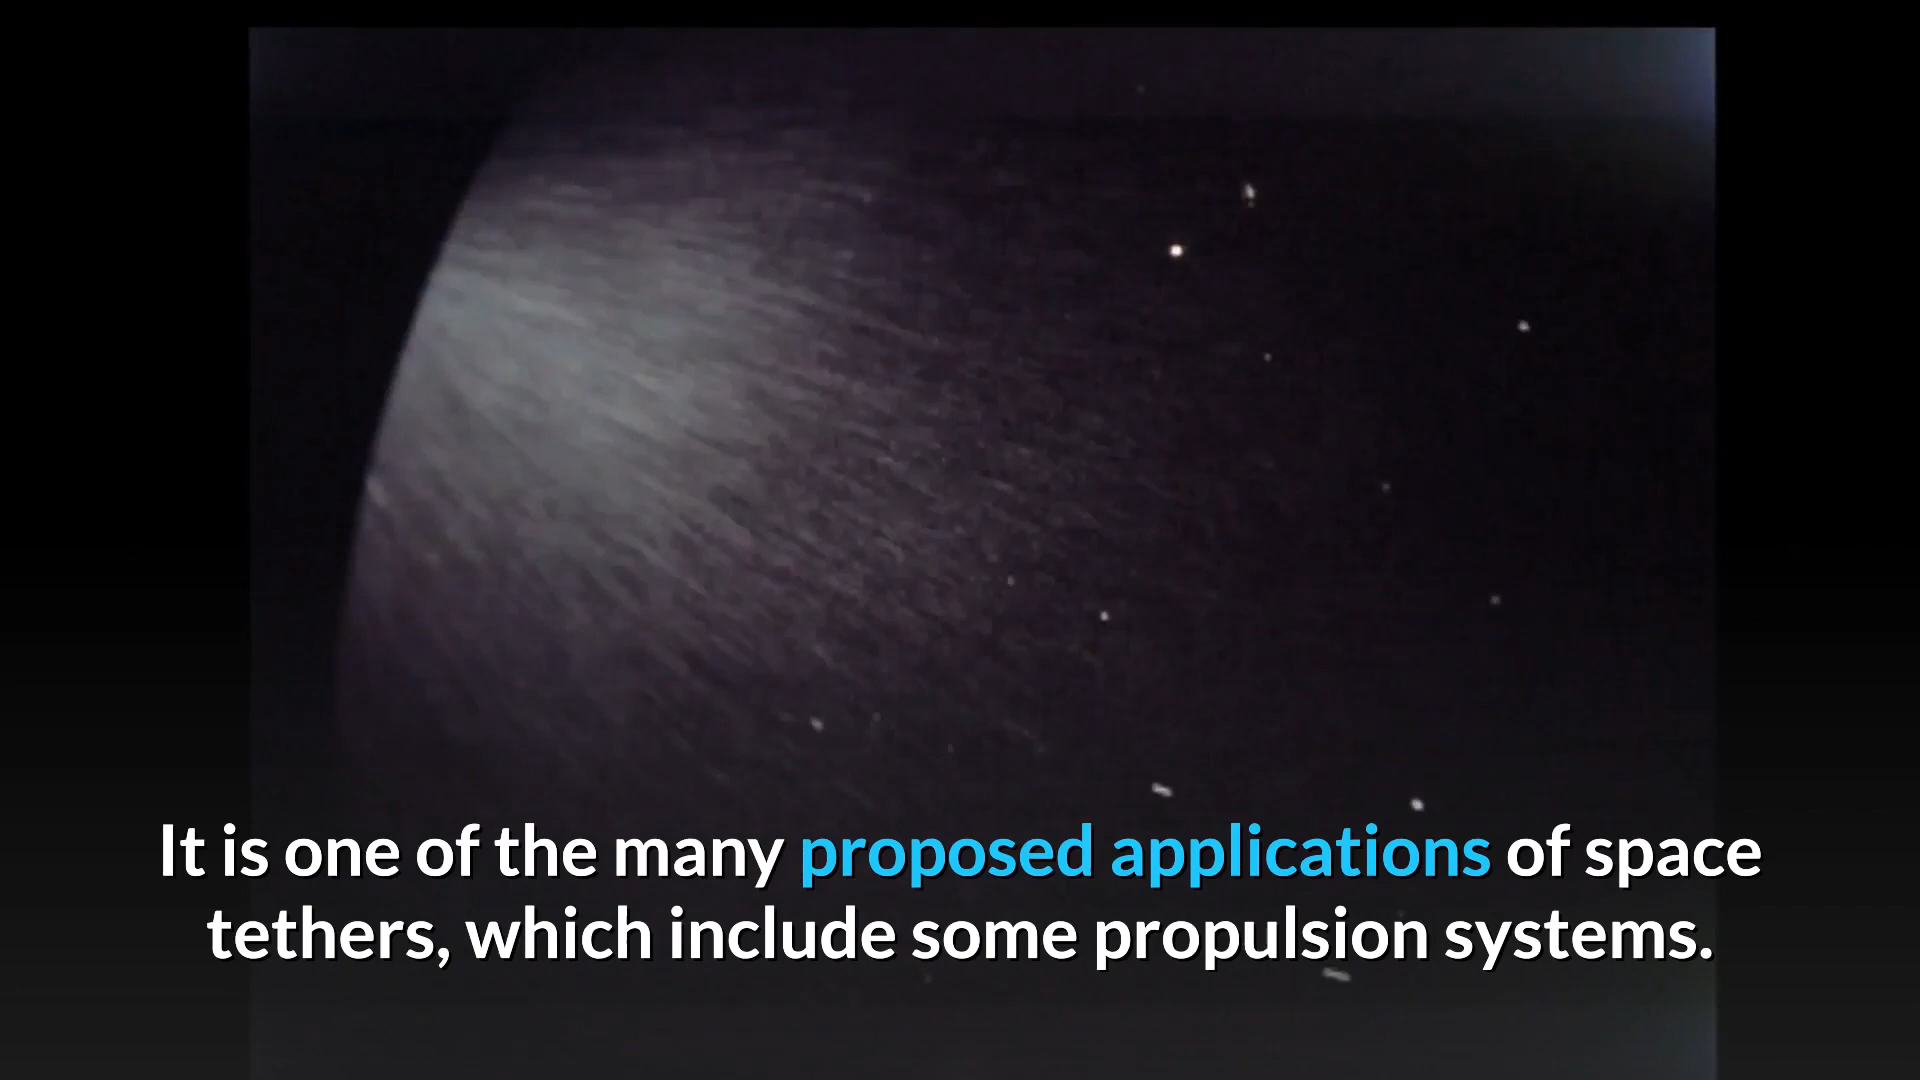 It is one of the many proposed applications of space
tethers, which include some propulsion systems.